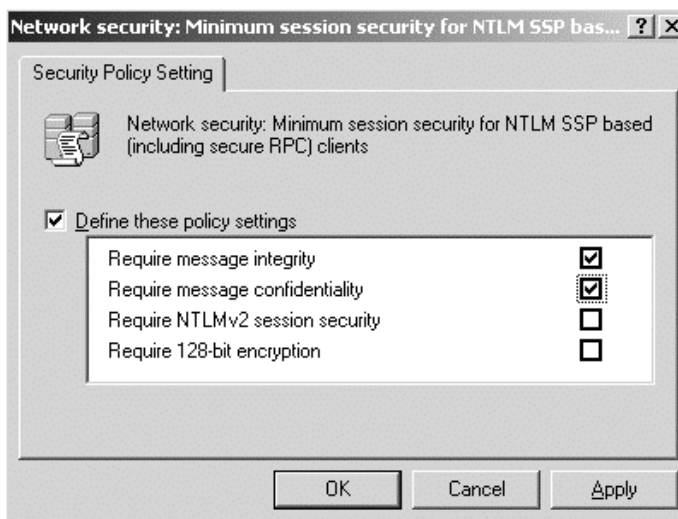 Network security: Minimum session security for NTLM SSP bas... ? X
Security Policy Setting
Network security: Minimum session security for NTLM SSP based
(including secure RPC) clients
Define these policy settings
Require message integrity
Require message confidentiality
Require NTLMv2 session security
Require 128-bit encryption
OK Cancel Apply